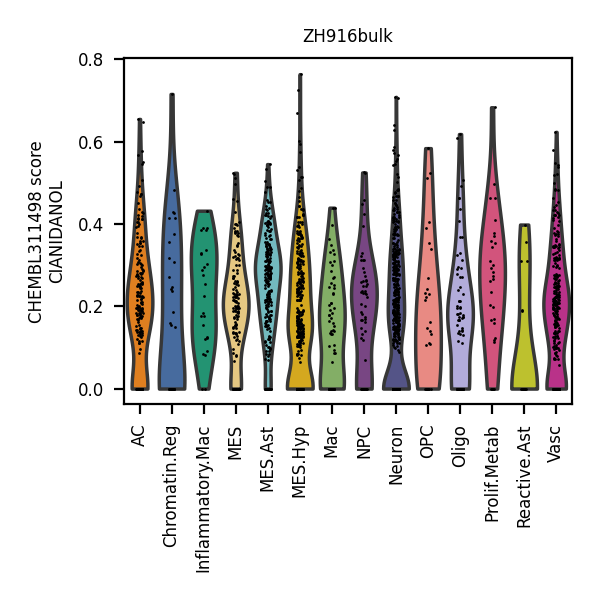 ZH916bulk
CHEMBL311498 score
CIANIDANOL
0.8
0.6
0.4
0.2
0.0
AC
Chromatin.Reg
Inflammatory.Mac
MES
MES.Ast
MES.Hyp
Mac
NPC
Neuron
OPC
Oligo
Prolif.Metab
Reactive.Ast
Vasc